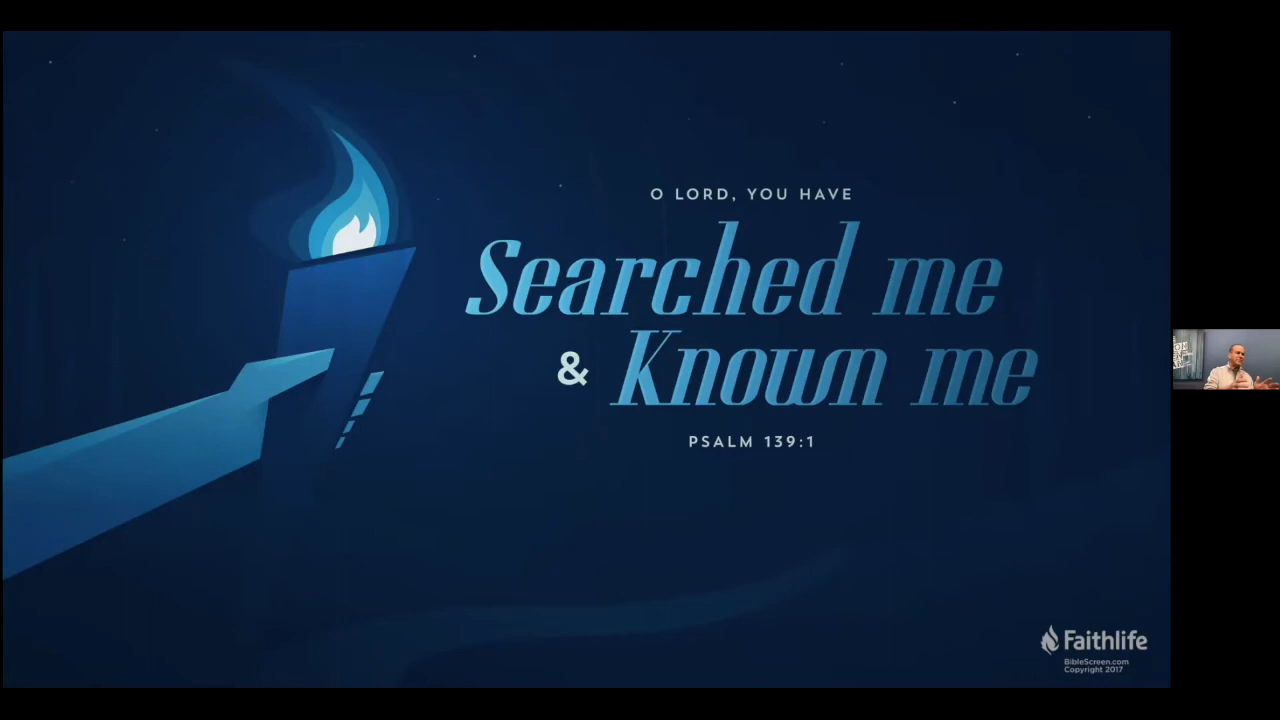 O LORD, YOU HAVE
Searched me
& Known me
PSALM 139:1
Faithlife
BibleScreen.com
Copyright 2017